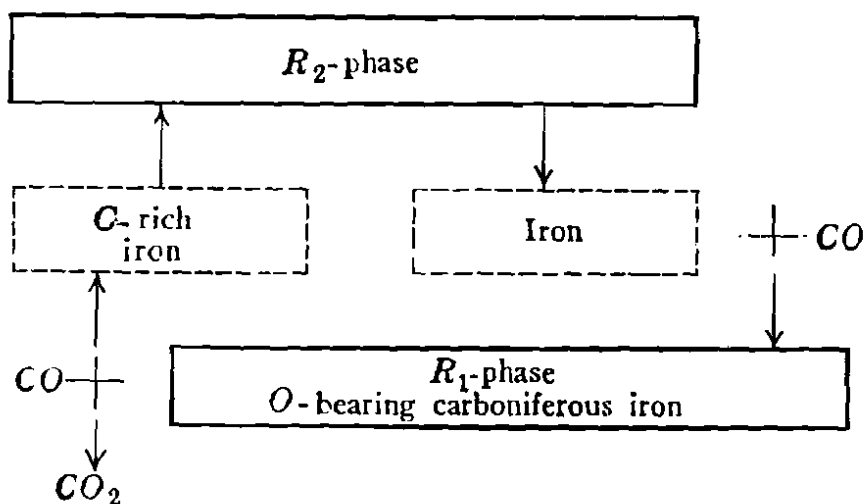 R₂-phase
C-rich
iron
Iron
CO
CO
R₁-phase
O-bearing carboniferous iron
CO₂